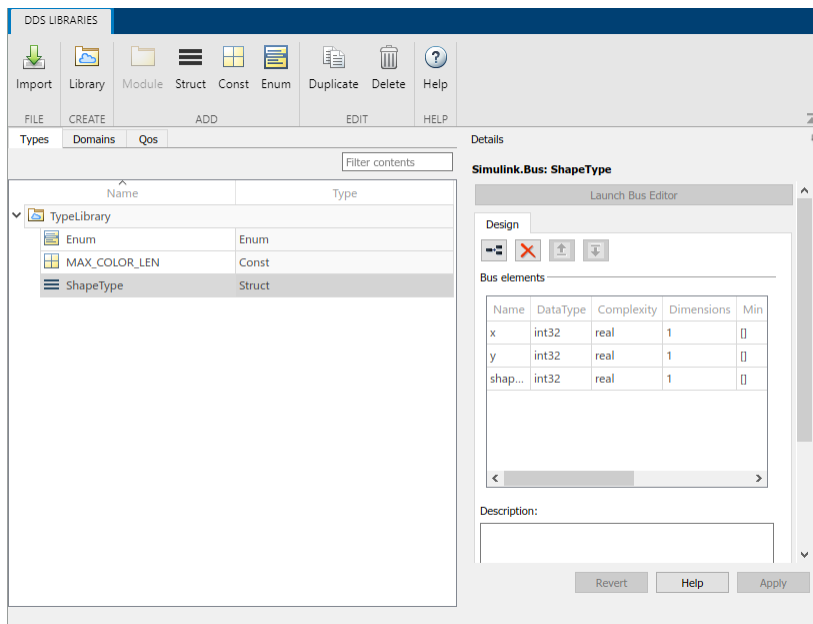 DDS LIBRARIES
Import Library Module Struct Const Enum Duplicate Delete Help
FILE CREATE ADD EDIT HELP
Types Domains Qos
Filter contents
Name Type
TypeLibrary
Enum Enum
MAX_COLOR_LEN Const
ShapeType Struct
Details
Simulink.Bus: ShapeType
Launch Bus Editor
Design
Bus elements
Name DataType Complexity Dimensions Min
x int32 real 1 []
y int32 real 1 []
shap... int32 real 1 []
Description:
Revert Help Apply